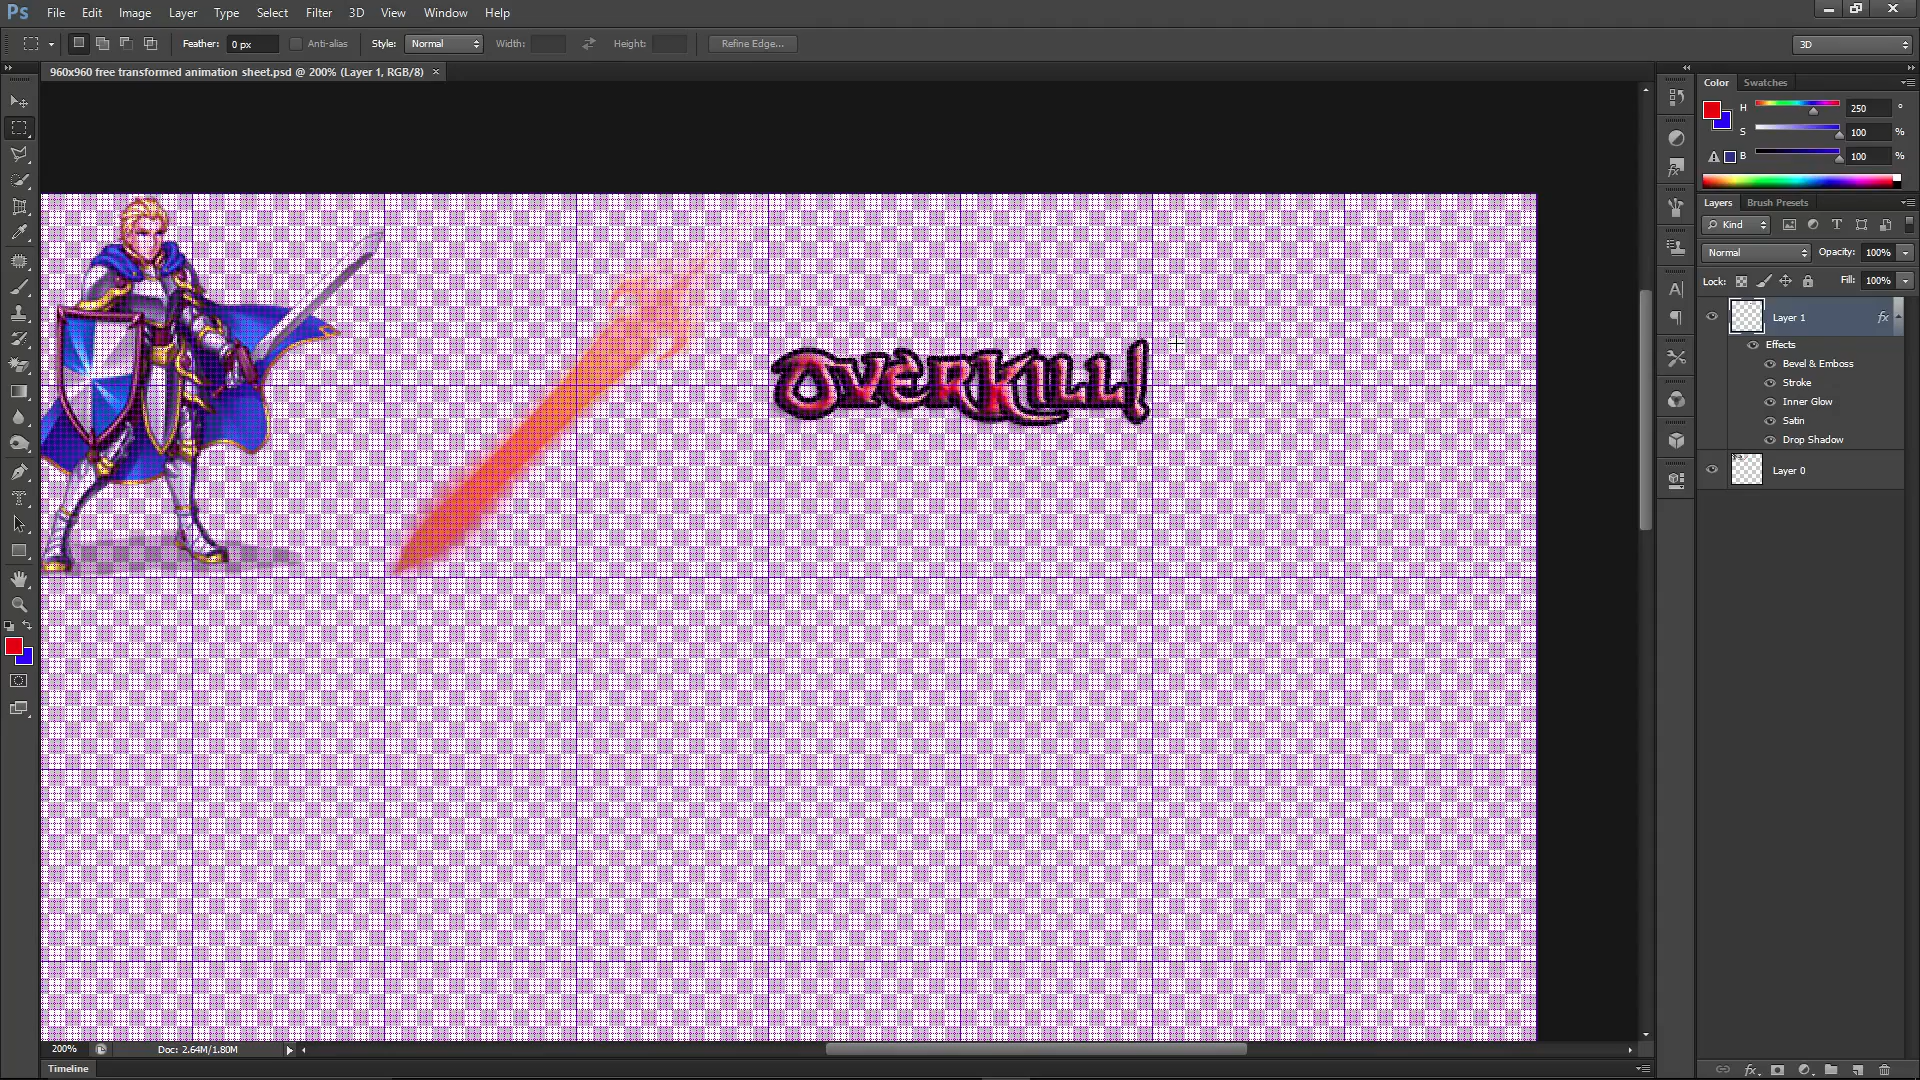 Ps File Edit Image Layer Type Select Filter 3D View Window Help
Feather: 0 px Anti-alias Style: Normal Width: Height: Refine Edge... 3D
960x960 free transformed animation sheet.psd @ 200% (Layer 1, RGB/8) ×
Color Swatches
H 250 °
S 100 %
B 100 %
Layers Brush Presets
Kind
Normal Opacity: 100%
Lock: Fill: 100%
Layer 1 fx
Effects
Bevel & Emboss
Stroke
Inner Glow
Satin
Drop Shadow
Layer 0
OVERKILL!
200% Doc: 2.64M/1.80M
Timeline